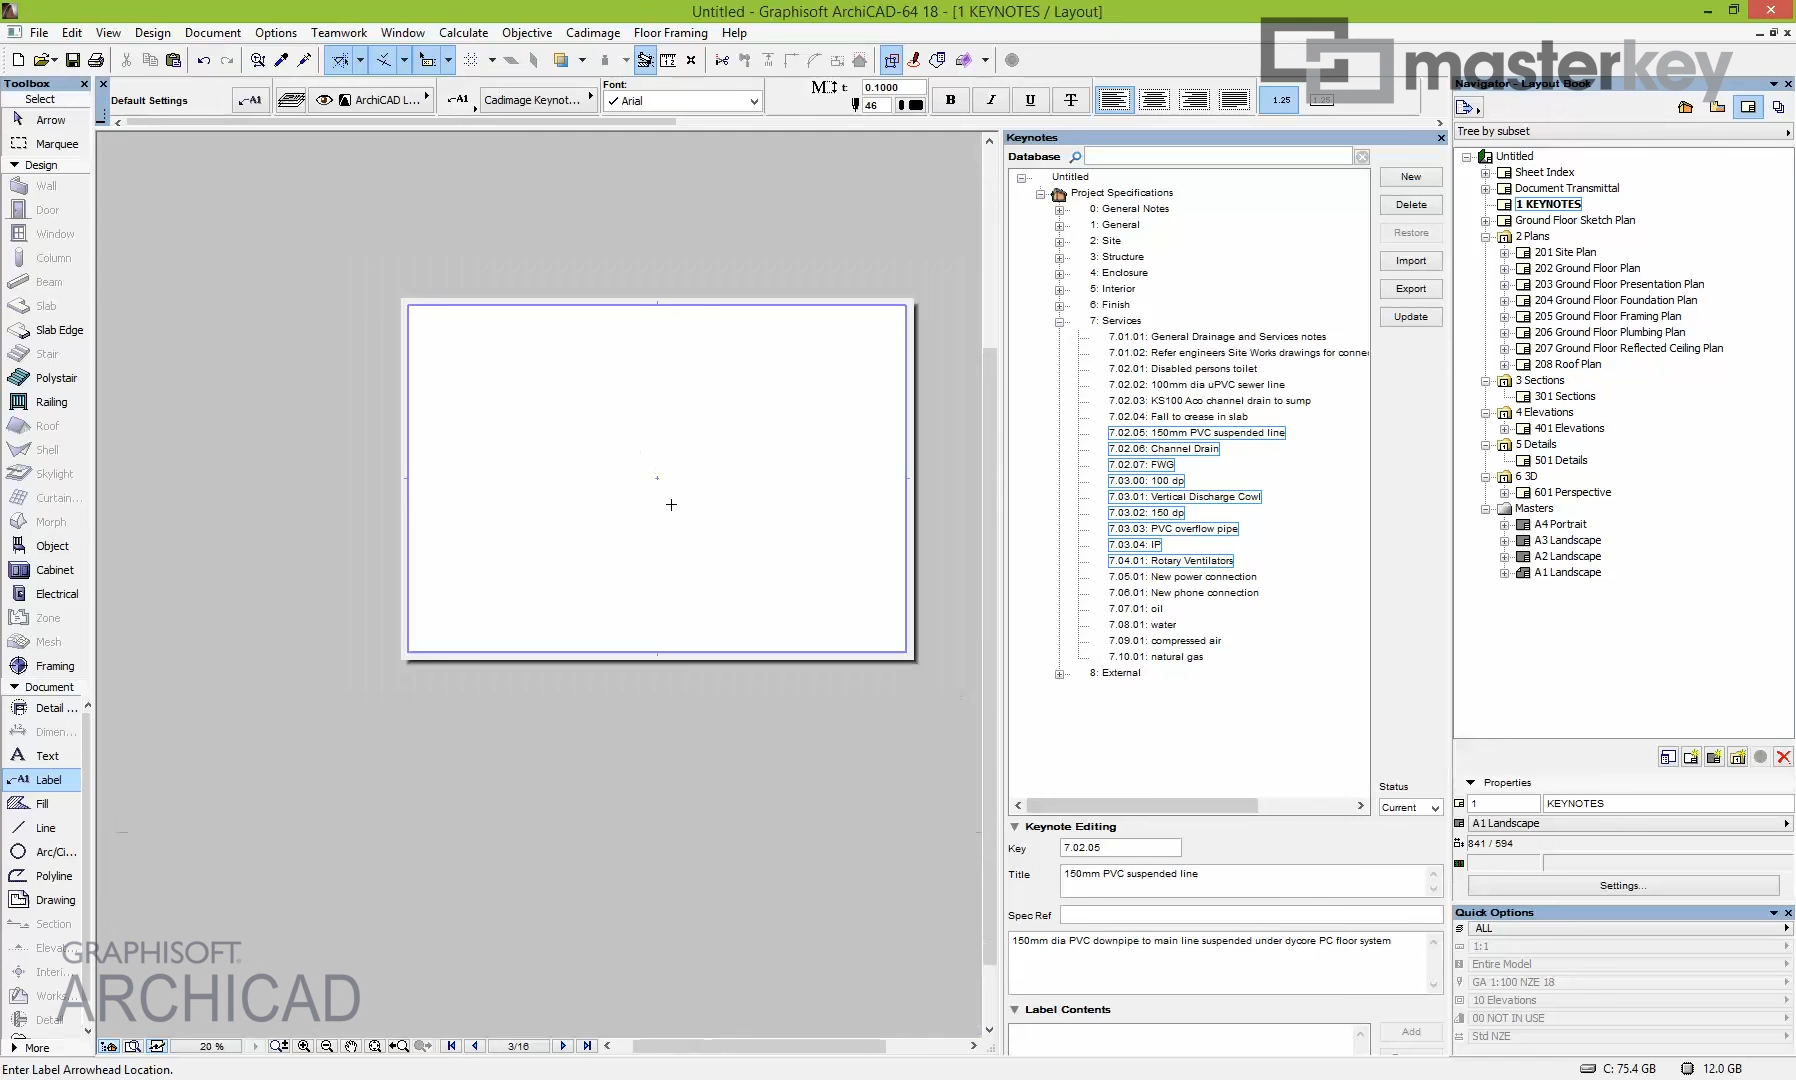 Untitled - Graphisoft ArchiCAD-64 18 - [1 KEYNOTES / Layout]
File Edit View Design Document Options Teamwork Window Calculate Objective Cadimage Floor Framing Help
masterkey
Toolbox
Select
Arrow
Marquee
Design
Wall
Door
Window
Column
Beam
Slab
Slab Edge
Stair
Polystair
Railing
Roof
Shell
Skylight
Curtain...
Morph
Object
Cabinet
Electrical
Zone
Mesh
Framing
Document
Detail ...
Dimen...
Text
A1 Label
Fill
Line
Arc/Ci...
Polyline
Drawing
Section
Elevat
Interi
Works
Detail
More
Default Settings
A1
ArchiCAD L...
A1
Cadimage Keynot...
Font:
Arial
M t: 0.1000
46
B I U T
1.25
1.25
GRAPHISOFT.
ARCHICAD
20 %
3/16
Enter Label Arrowhead Location.
C: 75.4 GB
12.0 GB
Keynotes
Database
Untitled
Project Specifications
0: General Notes
1: General
2: Site
3: Structure
4: Enclosure
5: Interior
6: Finish
7: Services
7.01.01: General Drainage and Services notes
7.01.02: Refer engineers Site Works drawings for conne
7.02.01: Disabled persons toilet
7.02.02: 100mm dia uPVC sewer line
7.02.03: KS100 Aco channel drain to sump
7.02.04: Fall to crease in slab
7.02.05: 150mm PVC suspended line
7.02.06: Channel Drain
7.02.07: FWG
7.03.00: 100 dp
7.03.01: Vertical Discharge Cowl
7.03.02: 150 dp
7.03.03: PVC overflow pipe
7.03.04: IP
7.04.01: Rotary Ventilators
7.05.01: New power connection
7.06.01: New phone connection
7.07.01: oil
7.08.01: water
7.09.01: compressed air
7.10.01: natural gas
8: External
New
Delete
Restore
Import
Export
Update
Status
Current
Keynote Editing
Key 7.02.05
Title 150mm PVC suspended line
Spec Ref
150mm dia PVC downpipe to main line suspended under dycore PC floor system
Label Contents
Add
Navigator - Layout Book
Tree by subset
Untitled
Sheet Index
Document Transmittal
1 KEYNOTES
Ground Floor Sketch Plan
2 Plans
201 Site Plan
202 Ground Floor Plan
203 Ground Floor Presentation Plan
204 Ground Floor Foundation Plan
205 Ground Floor Framing Plan
206 Ground Floor Plumbing Plan
207 Ground Floor Reflected Ceiling Plan
208 Roof Plan
3 Sections
301 Sections
4 Elevations
401 Elevations
5 Details
501 Details
6 3D
601 Perspective
Masters
A4 Portrait
A3 Landscape
A2 Landscape
A1 Landscape
Properties
1 KEYNOTES
A1 Landscape
841 / 594
Settings...
Quick Options
ALL
1:1
Entire Model
GA 1:100 NZE 18
10 Elevations
00 NOT IN USE
Std NZE